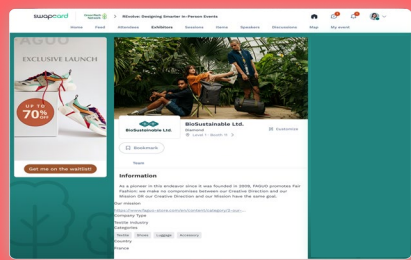 swapcard
REcolor: Designing Smarter In-Person Events
Home Feed Attendees Exhibitors Sessions Items Speakers Discussions Map My event
FAGUO
EXCLUSIVE LAUNCH
UP TO
70% OFF
Get me on the waitlist!
BioSustainable Ltd.
BioSustainable Ltd.
Diamond
Level 1 - Booth
Customize
Bookmark
Team
Information
As a pioneer in this endeavor since it was founded in 2009, FAGUO promotes Fair
Fashion: we make no compromises between our Creative Direction and our
Mission OR our Creative Direction and our Mission have the same goal.
Our mission
Company Type
Textile Industry
Categories
Textile Shoes Luggage Accessory
Country
France